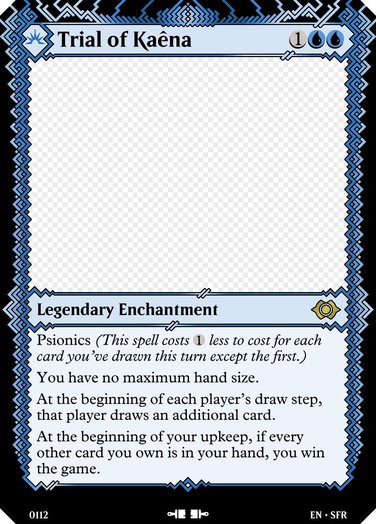 Trial of Kaêna 1
Legendary Enchantment
Psionics (This spell costs 1 less to cost for each
card you've drawn this turn except the first.)
You have no maximum hand size.
At the beginning of each player's draw step,
that player draws an additional card.
At the beginning of your upkeep, if every
other card you own is in your hand, you win
the game.
0112
EN • SFR